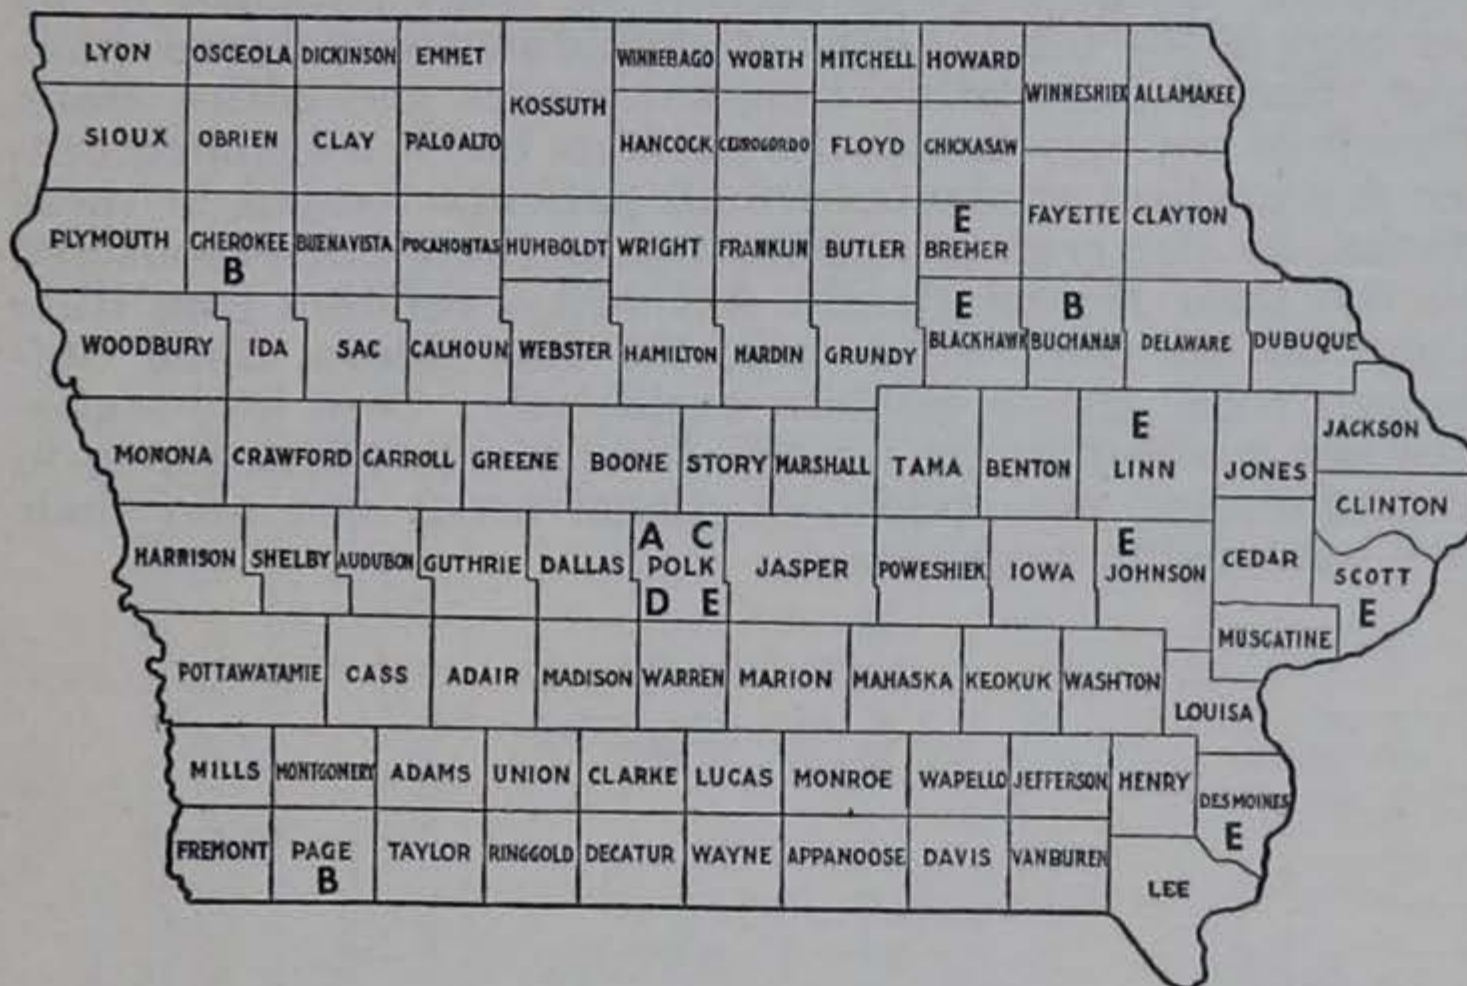 LYON OSCEOLA DICKINSON EMMET WINNEBAGO WORTH MITCHELL HOWARD
KOSSUTH WINNESHIEK ALLAMAKEE
SIOUX OBRIEN CLAY PALO ALTO HANCOCK CERROGORDO FLOYD CHICKASAW
E
PLYMOUTH CHEROKEE BUENAVISTA POCAHONTAS HUMBOLDT WRIGHT FRANKLIN BUTLER BREMER FAYETTE CLAYTON
B
E B
WOODBURY IDA SAC CALHOUN WEBSTER HAMILTON HARDIN GRUNDY BLACKHAWK BUCHANAN DELAWARE DUBUQUE
E JACKSON
MONONA CRAWFORD CARROLL GREENE BOONE STORY MARSHALL TAMA BENTON LINN JONES
CLINTON
A C E
HARRISON SHELBY AUDUBON GUTHRIE DALLAS POLK JASPER POWESHIEK IOWA JOHNSON CEDAR SCOTT
D E E
MUSCATINE
POTTAWATAMIE CASS ADAIR MADISON WARREN MARION MAHASKA KEOKUK WASH'TON
LOUISA
MILLS MONTGOMERY ADAMS UNION CLARKE LUCAS MONROE WAPELLO JEFFERSON HENRY
DESMOINES
E
FREMONT PAGE TAYLOR RINGGOLD DECATUR WAYNE APPANOOSE DAVIS VANBUREN
B
LEE